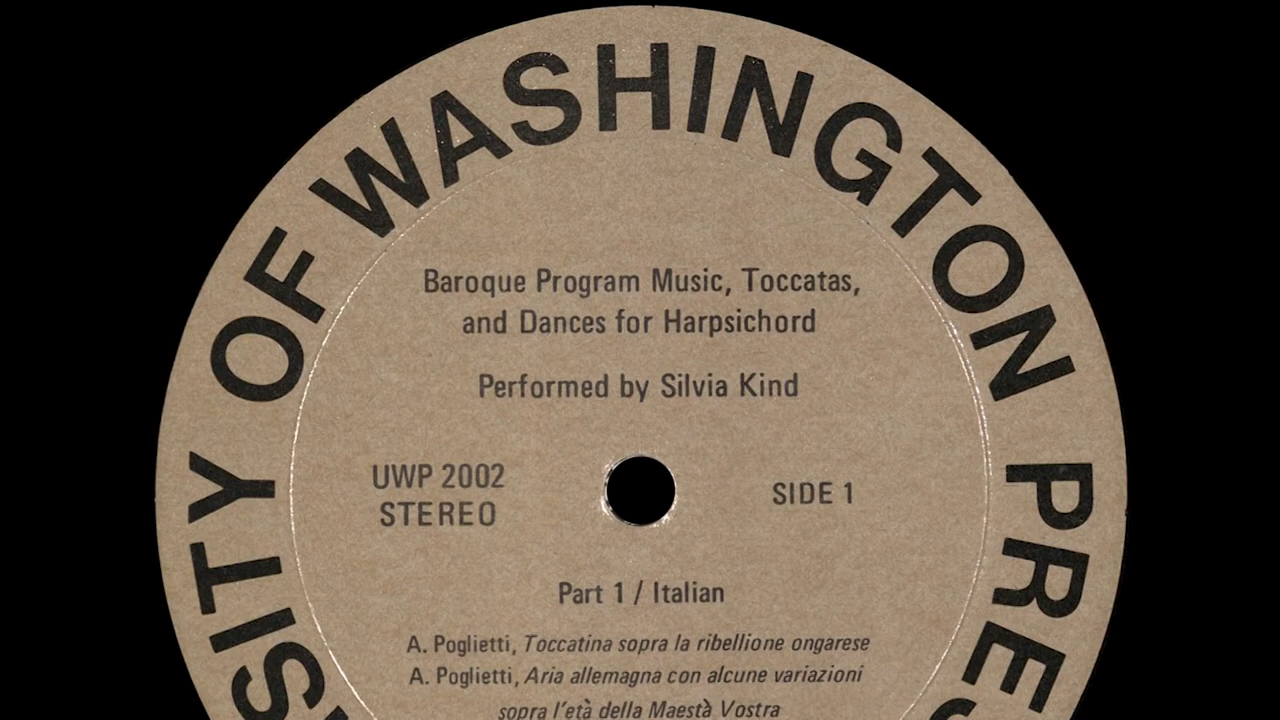 SITY OF WASHINGTON PRES
Baroque Program Music, Toccatas,
and Dances for Harpsichord
Performed by Silvia Kind
UWP 2002
STEREO
SIDE 1
Part 1 / Italian
A. Poglietti, Toccatina sopra la ribellione ongarese
A. Poglietti, Aria allemagna con alcune variazioni
sopra l'età della Maestà Vostra